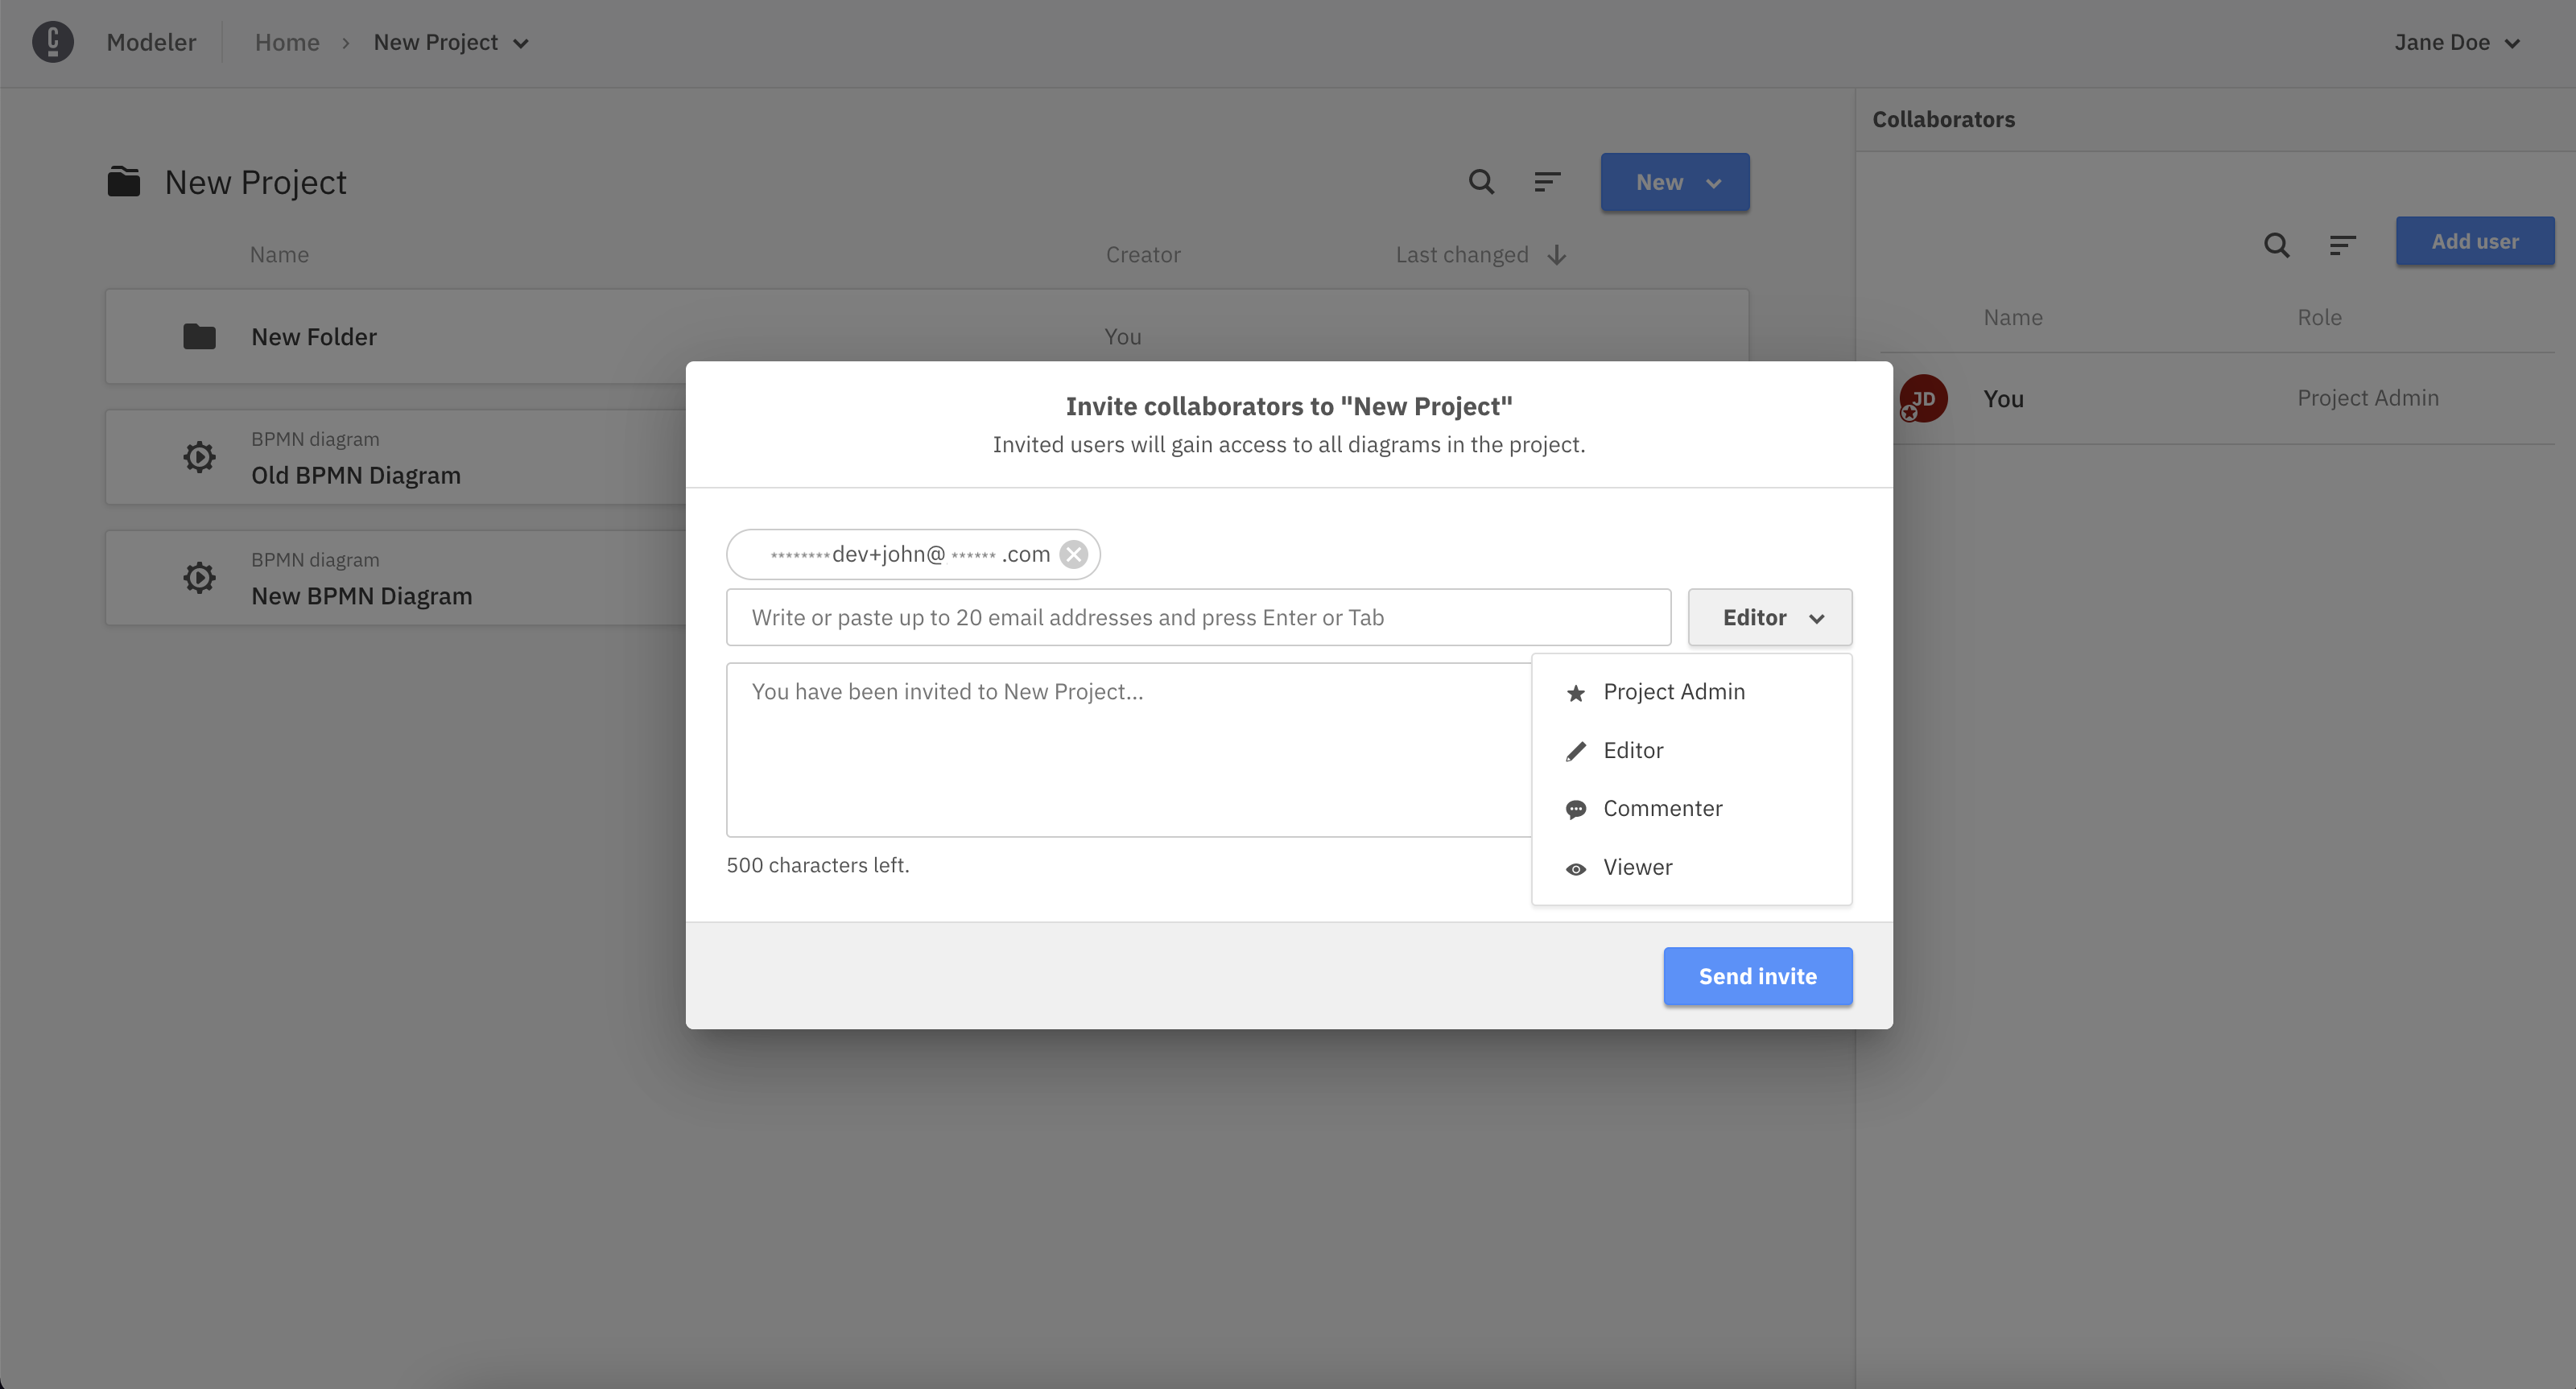 Modeler Home › New Project
Jane Doe
Collaborators
New Project
New
Add user
Name Creator Last changed
Name Role
New Folder You
JD You Project Admin
BPMN diagram
Old BPMN Diagram
BPMN diagram
New BPMN Diagram
Invite collaborators to "New Project"
Invited users will gain access to all diagrams in the project.
********dev+john@ ****** .com
Write or paste up to 20 email addresses and press Enter or Tab
Editor
You have been invited to New Project...
Project Admin
Editor
Commenter
Viewer
500 characters left.
Send invite